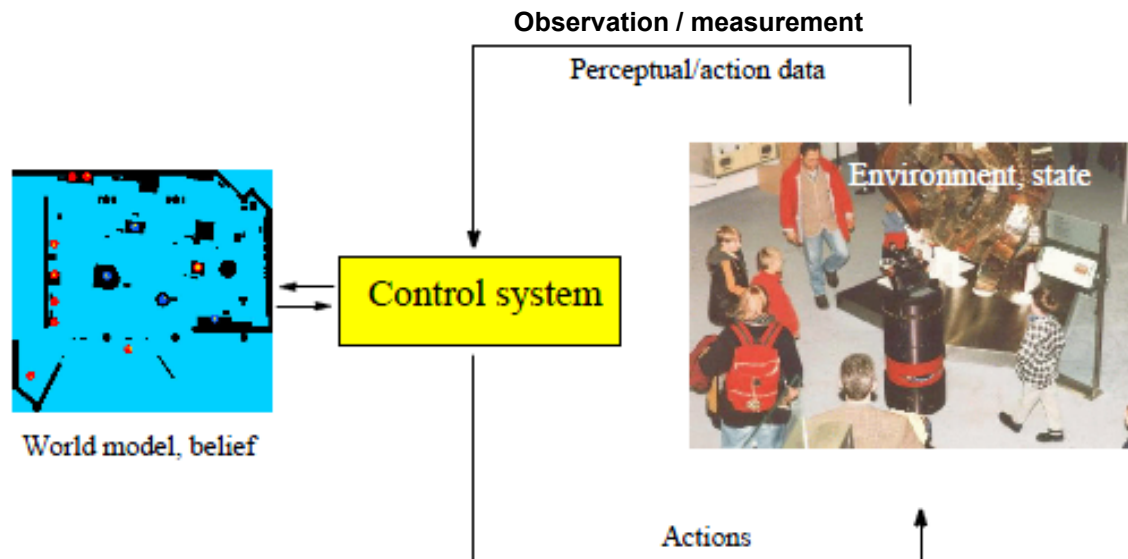 Observation / measurement
Perceptual/action data
Environment, state
Control system
World model, belief
Actions